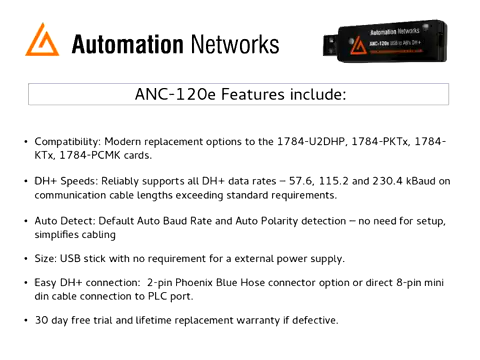 Automation Networks
ANC-120e USB to AB's DH+
ANC-120e Features include:
• Compatibility: Modern replacement options to the 1784-U2DHP, 1784-PKTx, 1784-
KTx, 1784-PCMK cards.
• DH+ Speeds: Reliably supports all DH+ data rates – 57.6, 115.2 and 230.4 kBaud on
communication cable lengths exceeding standard requirements.
• Auto Detect: Default Auto Baud Rate and Auto Polarity detection – no need for setup,
simplifies cabling
• Size: USB stick with no requirement for a external power supply.
• Easy DH+ connection: 2-pin Phoenix Blue Hose connector option or direct 8-pin mini
din cable connection to PLC port.
• 30 day free trial and lifetime replacement warranty if defective.